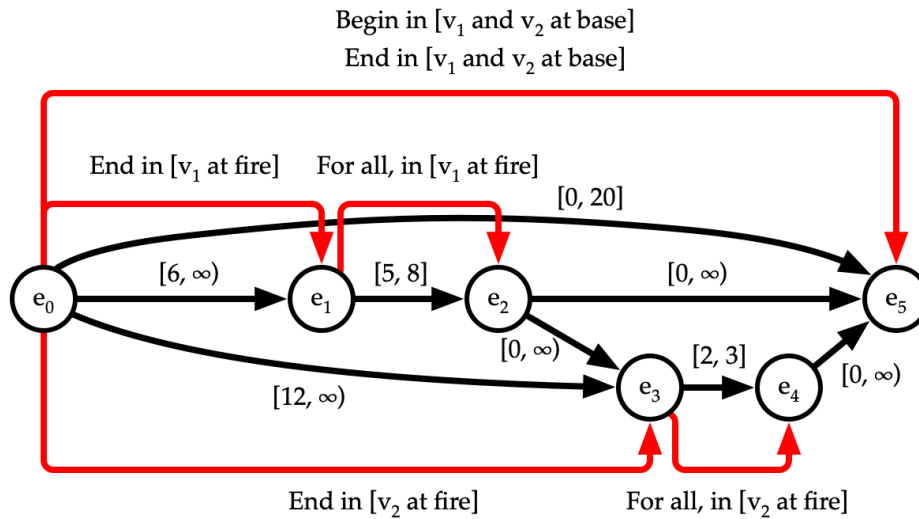 Begin in [v₁ and v₂ at base]
End in [v₁ and v₂ at base]
End in [v₁ at fire]
For all, in [v₁ at fire]
[0, 20]
[6, ∞)
[5, 8]
[0, ∞)
e₀
e₁
e₂
e₅
[0, ∞)
[2, 3]
[0, ∞)
[12, ∞)
e₃
e₄
End in [v₂ at fire]
For all, in [v₂ at fire]